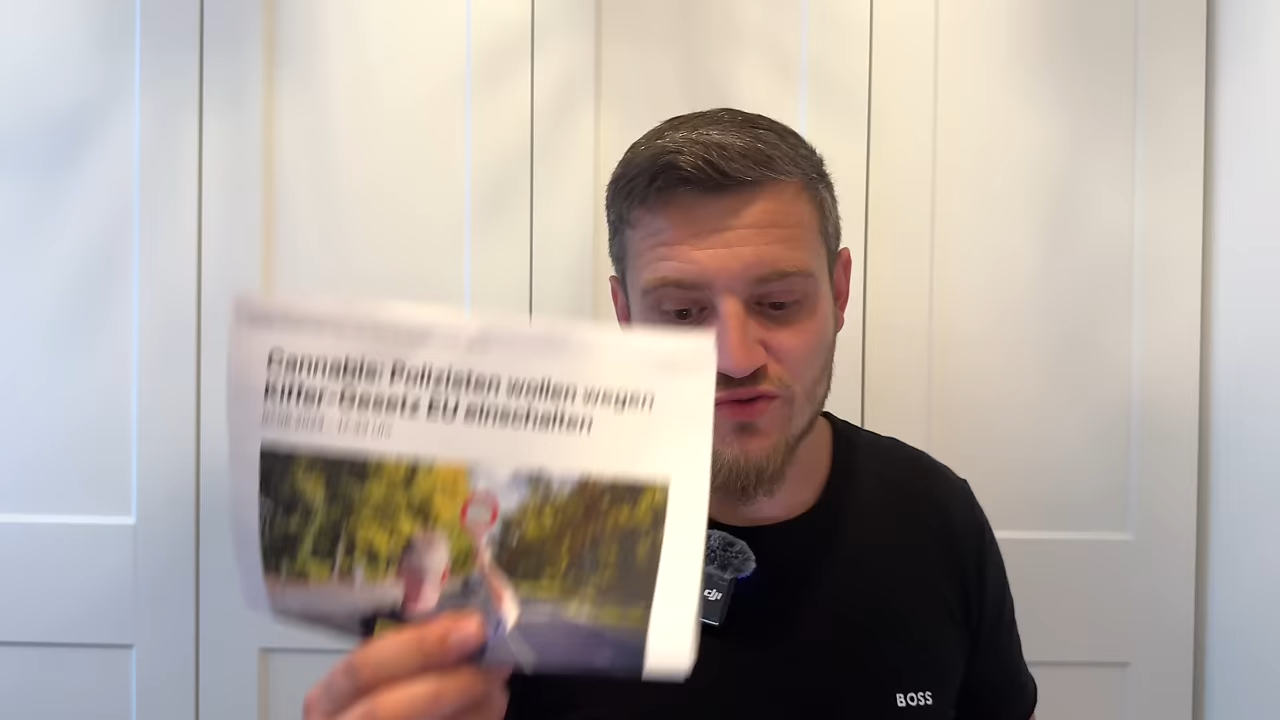 Cannabis: Polizisten wollen wegen
Kiffer-Gesetz EU einschalten
dji
BOSS